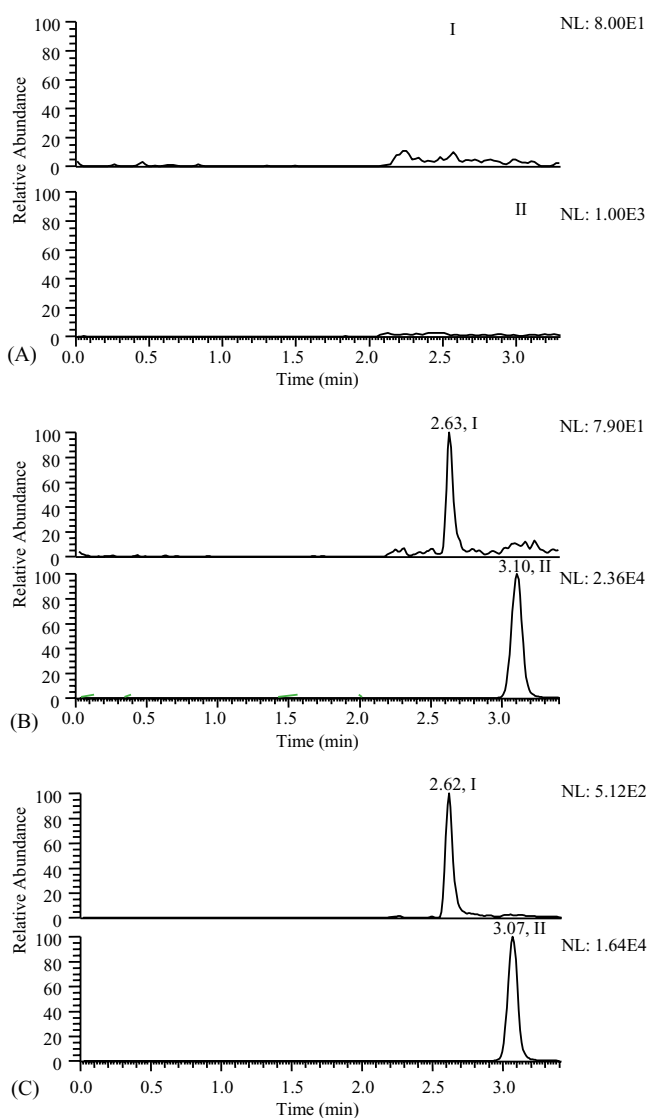 I NL: 8.00E1
100
80
60
40
20
0
Relative Abundance
II NL: 1.00E3
100
80
60
40
20
0
0.0 0.5 1.0 1.5 2.0 2.5 3.0
(A)
Time (min)
2.63, I NL: 7.90E1
100
80
60
40
20
0
Relative Abundance
3.10, II NL: 2.36E4
100
80
60
40
20
0
0.0 0.5 1.0 1.5 2.0 2.5 3.0
(B)
Time (min)
2.62, I NL: 5.12E2
100
80
60
40
20
0
Relative Abundance
3.07, II NL: 1.64E4
100
80
60
40
20
0
0.0 0.5 1.0 1.5 2.0 2.5 3.0
(C)
Time (min)